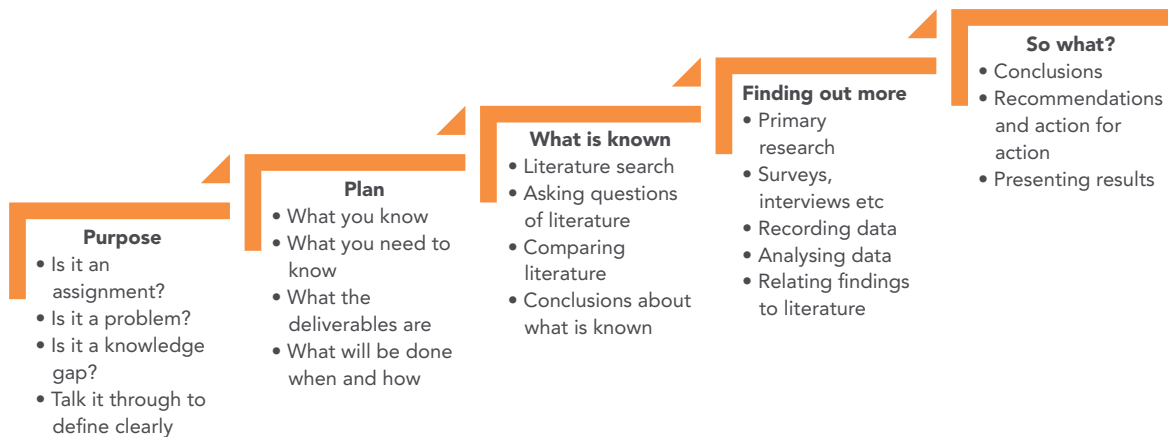 Purpose
• Is it an
assignment?
• Is it a problem?
• Is it a knowledge
gap?
• Talk it through to
define clearly
Plan
• What you know
• What you need to
know
• What the
deliverables are
• What will be done
when and how
What is known
• Literature search
• Asking questions
of literature
• Comparing
literature
• Conclusions about
what is known
Finding out more
• Primary
research
• Surveys,
interviews etc
• Recording data
• Analysing data
• Relating findings
to literature
So what?
• Conclusions
• Recommendations
and action for
action
• Presenting results